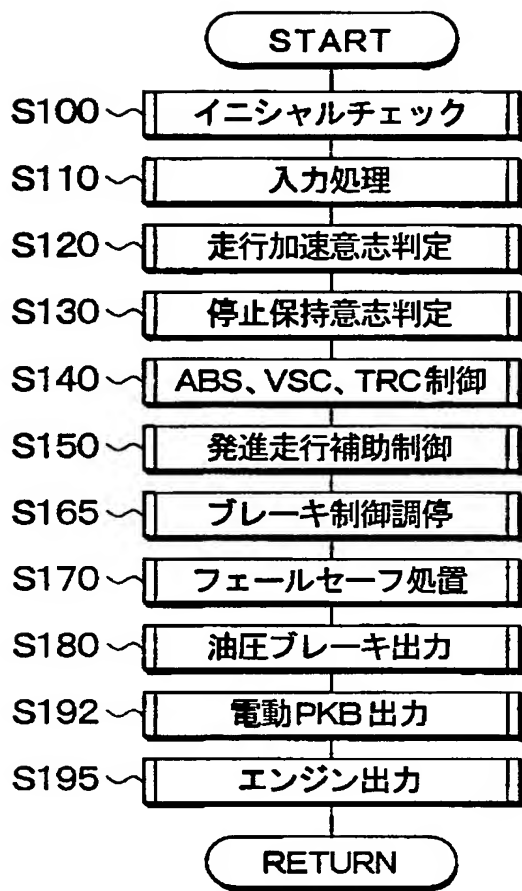 START
S100 イニシャルチェック
S110 入力処理
S120 走行加速意志判定
S130 停止保持意志判定
S140 ABS、VSC、TRC制御
S150 発進走行補助制御
S165 ブレーキ制御調停
S170 フェールセーフ処置
S180 油圧ブレーキ出力
S192 電動PKB出力
S195 エンジン出力
RETURN